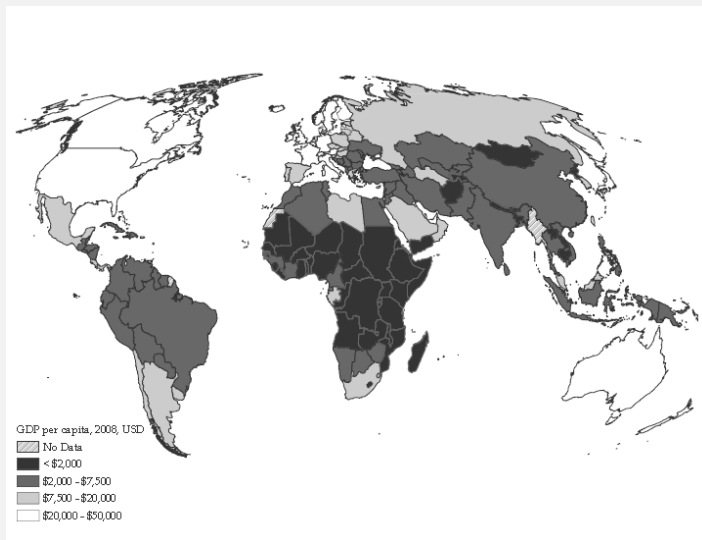 GDP per capita, 2008, USD
No Data
< $2,000
$2,000 - $7,500
$7,500 - $20,000
$20,000 - $50,000